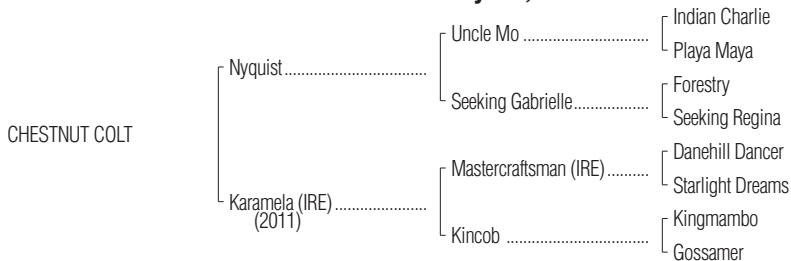 Indian Charlie
Uncle Mo ..................................
Playa Maya
Nyquist..................................
Forestry
Seeking Gabrielle....................
Seeking Regina
CHESTNUT COLT
Danehill Dancer
Mastercraftsman (IRE)..........
Starlight Dreams
Karamela (IRE)......................
(2011)
Kingmambo
Kincob ..................................
Gossamer